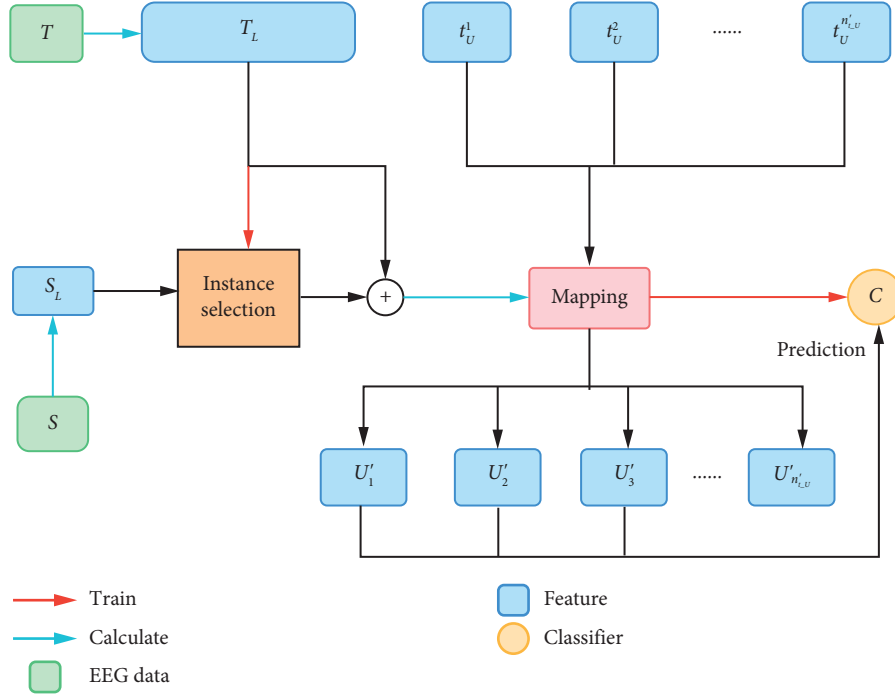 T
T_L
t_U^1
t_U^2
......
t_U^{n'_{t_U}}
S_L
Instance
selection
+
Mapping
C
Prediction
S
U'_1
U'_2
U'_3
......
U'_{n'_{t_U}}
Train
Calculate
EEG data
Feature
Classifier